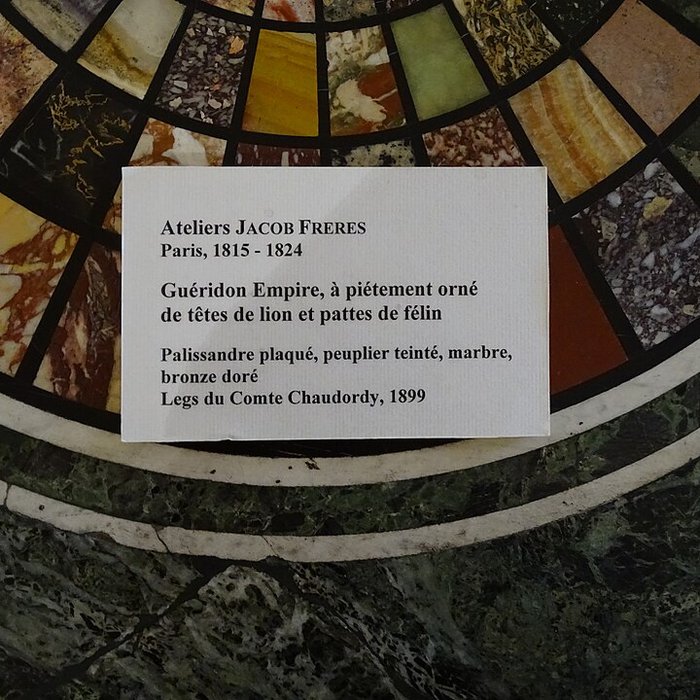 Ateliers JACOB FRERES
Paris, 1815 - 1824
Guéridon Empire, à piétement orné
de têtes de lion et pattes de félin
Palissandre plaqué, peuplier teinté, marbre,
bronze doré
Legs du Comte Chaudordy, 1899